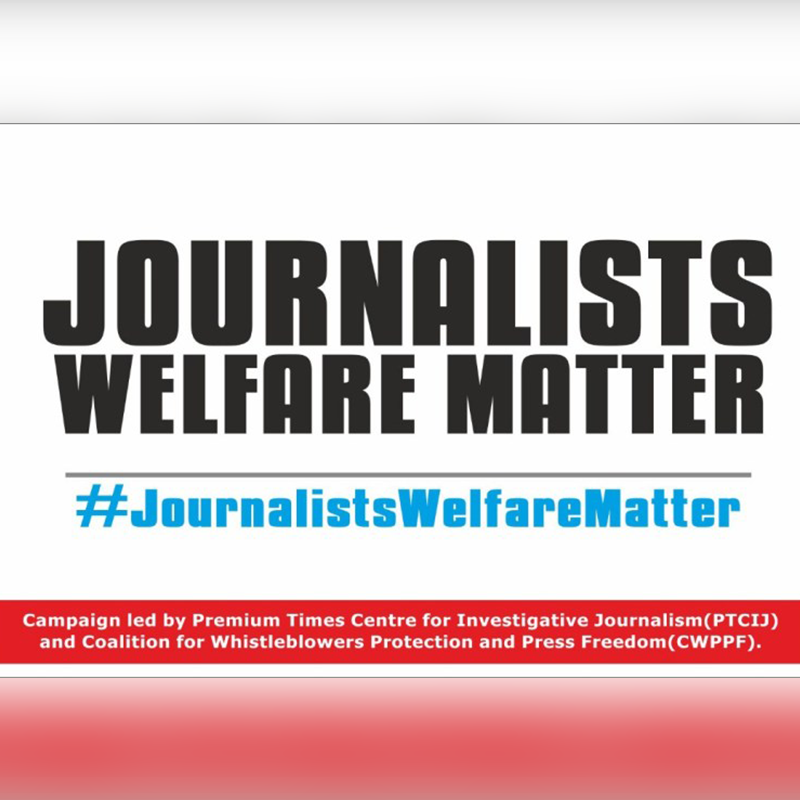 JOURNALISTS
WELFARE MATTER
#JournalistsWelfareMatter
Campaign led by Premium Times Centre for Investigative Journalism(PTCIJ)
and Coalition for Whistleblowers Protection and Press Freedom(CWPPF).